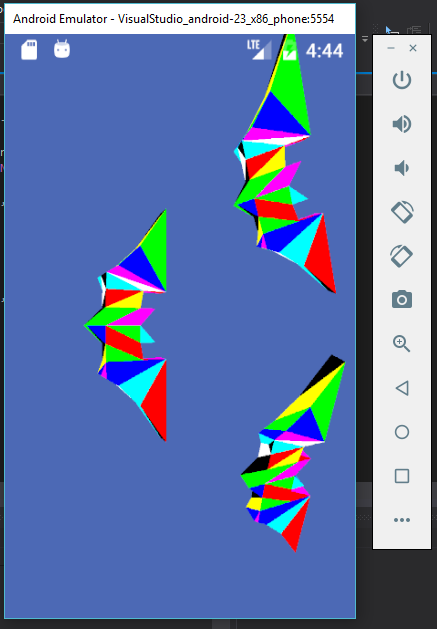 Android Emulator - VisualStudio_android-23_x86_phone:5554
LTE
4:44